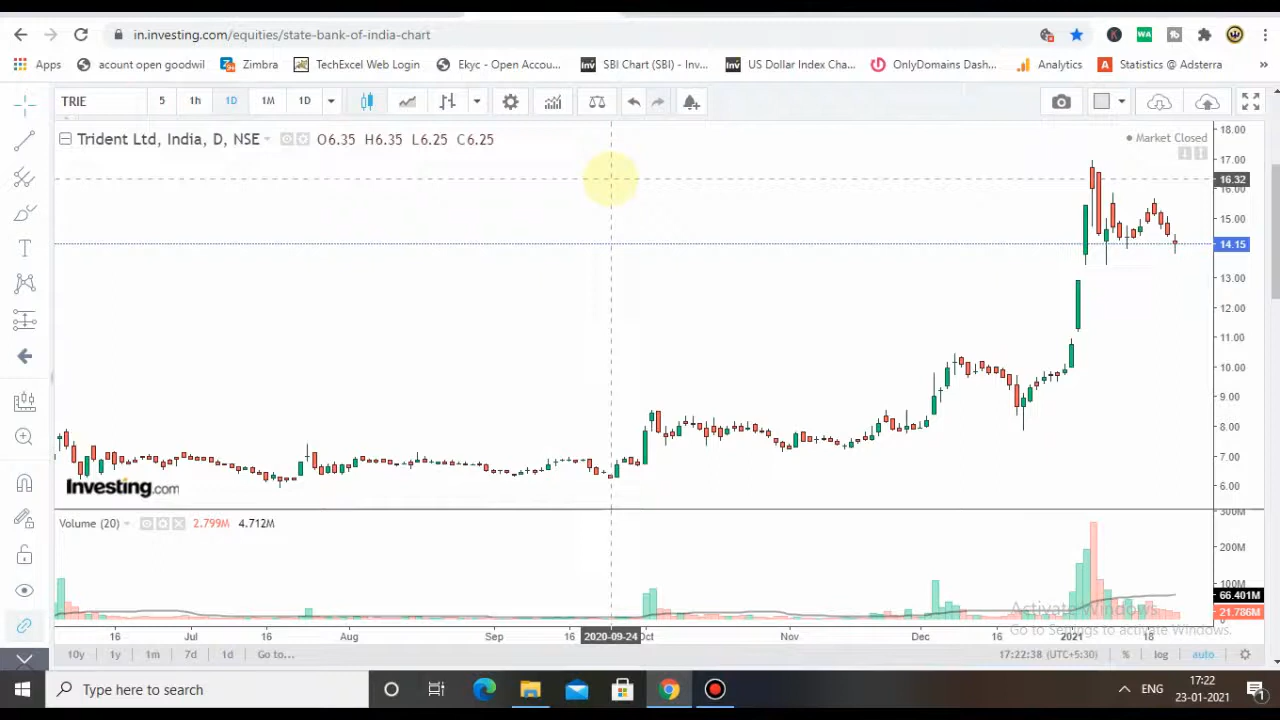 in.investing.com/equities/state-bank-of-india-chart
Apps acount open goodwil Zimbra TechExcel Web Login Ekyc - Open Accou... SBI Chart (SBI) - Inv... US Dollar Index Cha... OnlyDomains Dash... Analytics Statistics @ Adsterra »
TRIE 5 1h 1D 1M 1D
Trident Ltd, India, D, NSE O6.35 H6.35 L6.25 C6.25
Market Closed
18.00
17.00
16.32
16.00
15.00
14.15
13.00
12.00
11.00
10.00
9.00
8.00
7.00
6.00
Investing.com
Volume (20) 2.799M 4.712M
300M
200M
100M
66.401M
21.786M
0
Activate Windows
Go to Settings to activate Windows.
16 Jul 16 Aug Sep 16 2020-09-24 Oct Nov Dec 16 2021 18
10y 1y 1m 7d 1d Go to... 17:22:38 (UTC+5:30) % log auto
Type here to search
ENG
17:22
23-01-2021
1